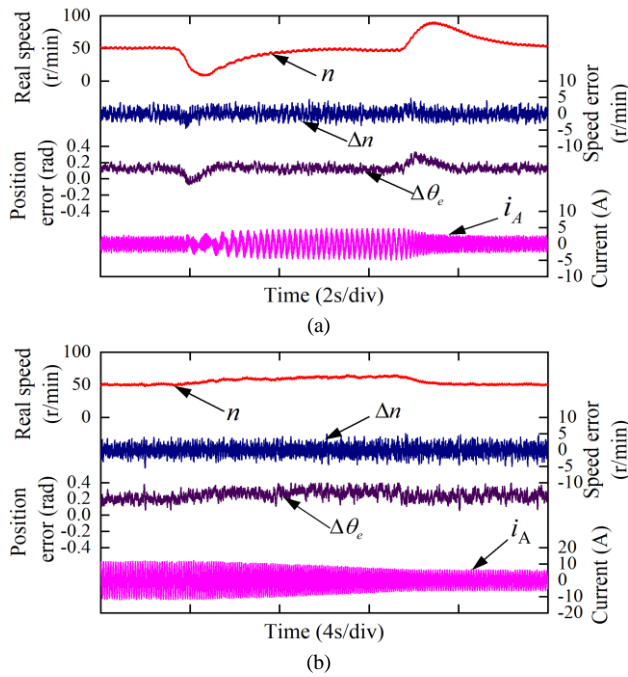 100
50
0
Real speed
(r/min)
n
10
5
0
-5
-10
Speed error
(r/min)
Δn
0.4
0.2
0.0
-0.2
-0.4
Position
error (rad)
Δθe
iA
10
5
0
-5
-10
Current (A)
Time (2s/div)
(a)
100
50
0
Real speed
(r/min)
n
10
5
0
-5
-10
Speed error
(r/min)
Δn
0.4
0.2
0.0
-0.2
-0.4
Position
error (rad)
Δθe
iA
20
10
0
-10
-20
Current (A)
Time (4s/div)
(b)